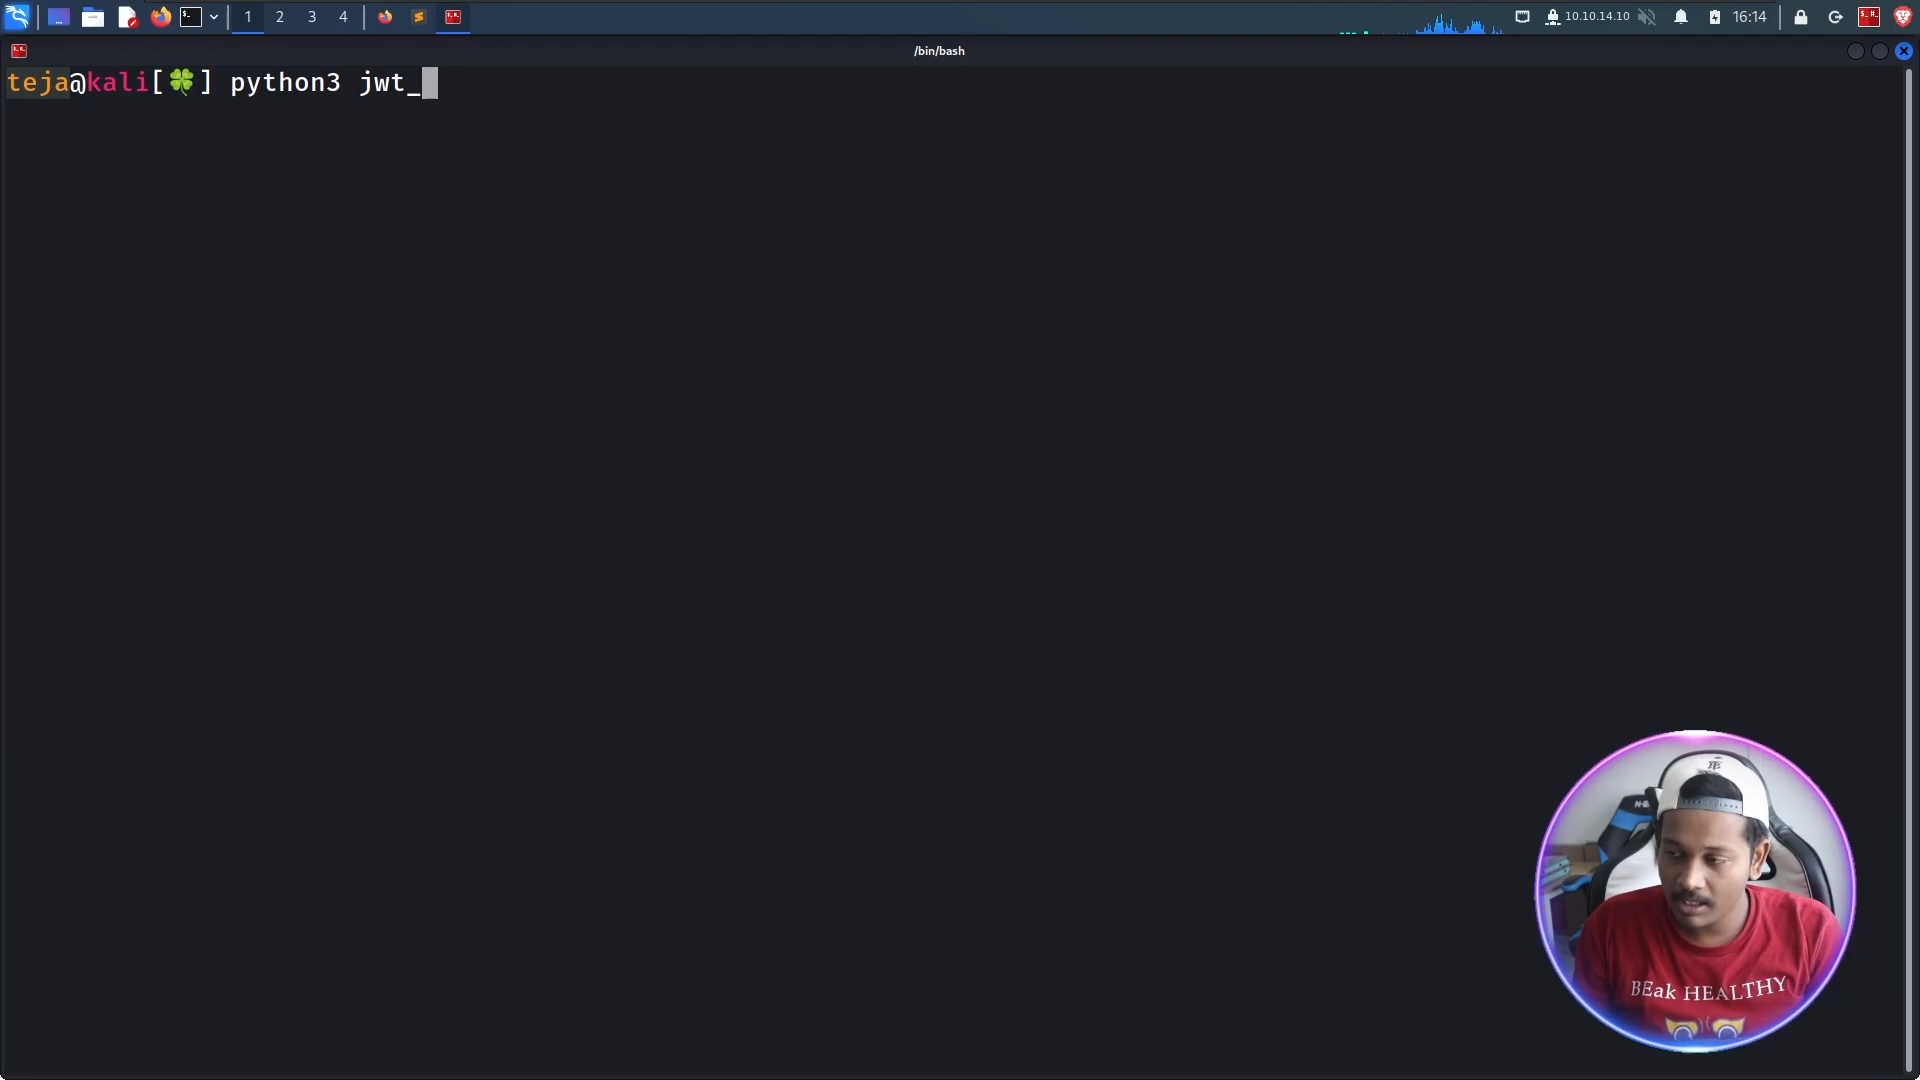 1 2 3 4 10.10.14.10 16:14
/bin/bash
teja@kali[🍀] python3 jwt_
BEak HEALTHY